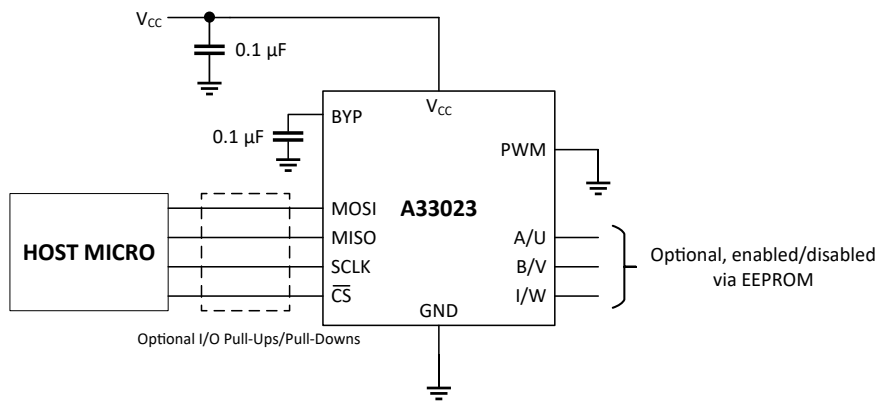 VCC
0.1 µF
BYP
VCC
0.1 µF
PWM
HOST MICRO
MOSI
MISO
SCLK
CS
A33023
A/U
B/V
I/W
Optional, enabled/disabled
via EEPROM
GND
Optional I/O Pull-Ups/Pull-Downs